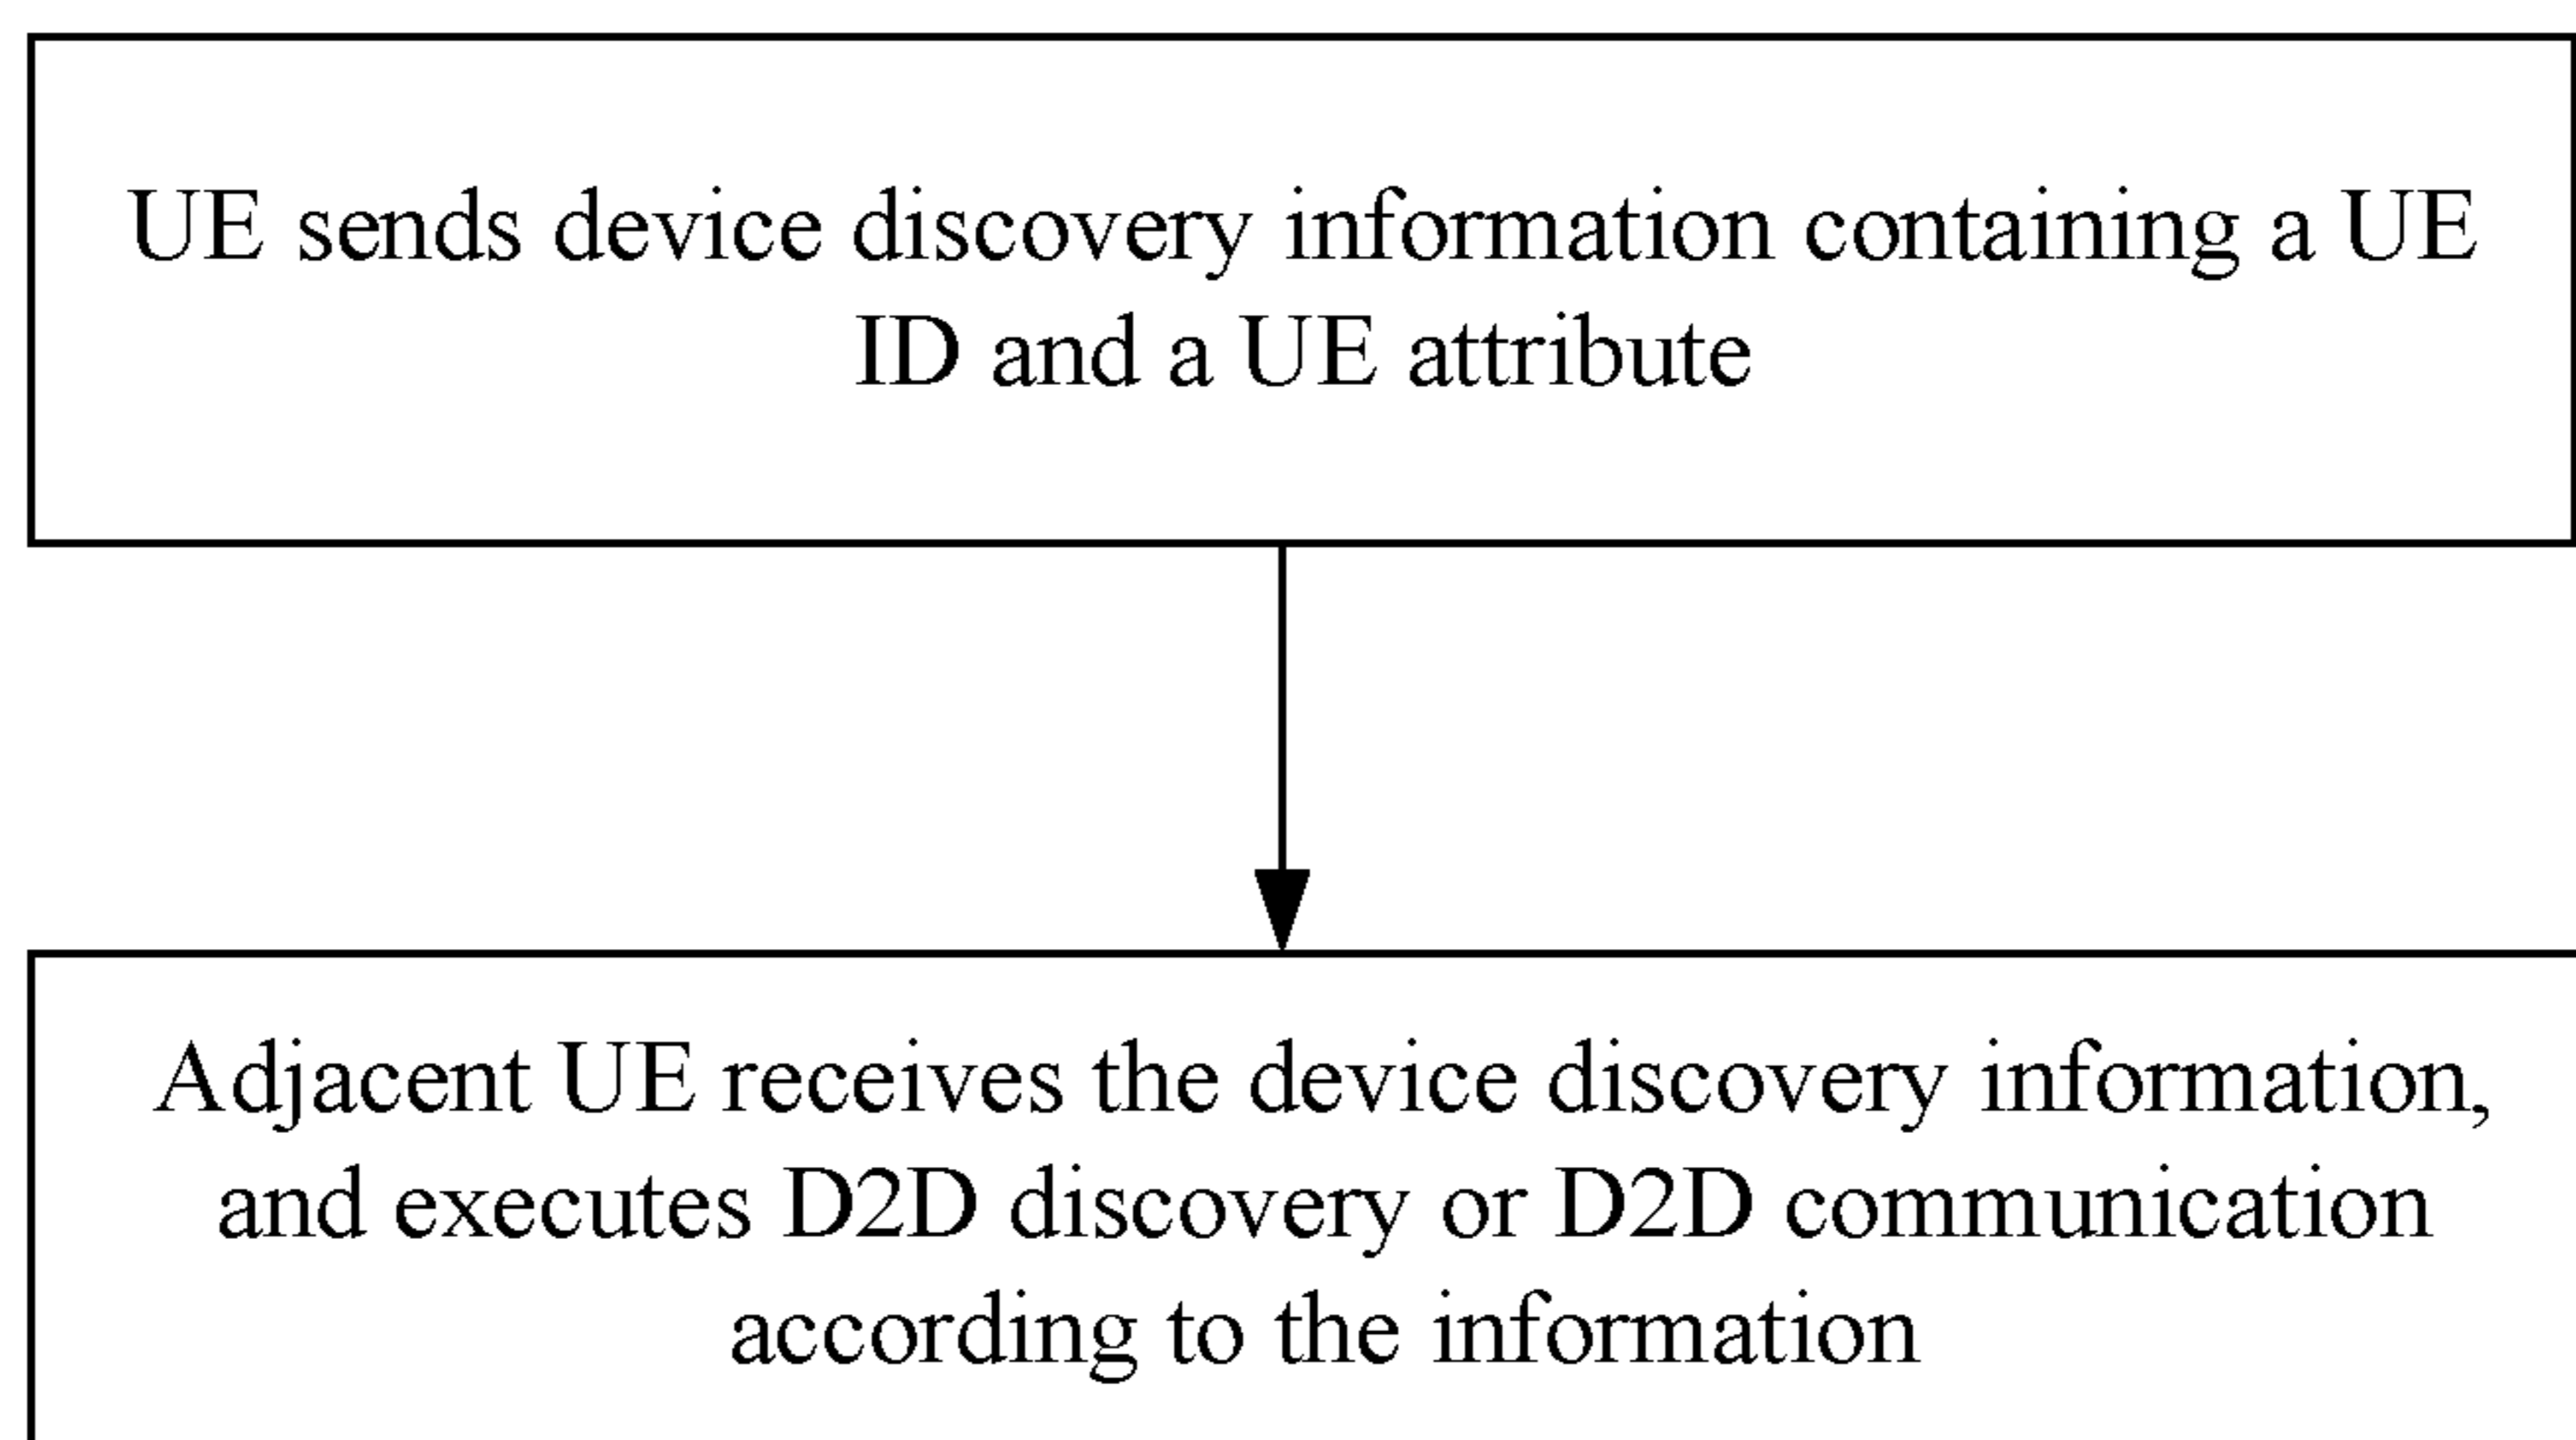 UE sends device discovery information containing a UE
ID and a UE attribute
Adjacent UE receives the device discovery information,
and executes D2D discovery or D2D communication
according to the information